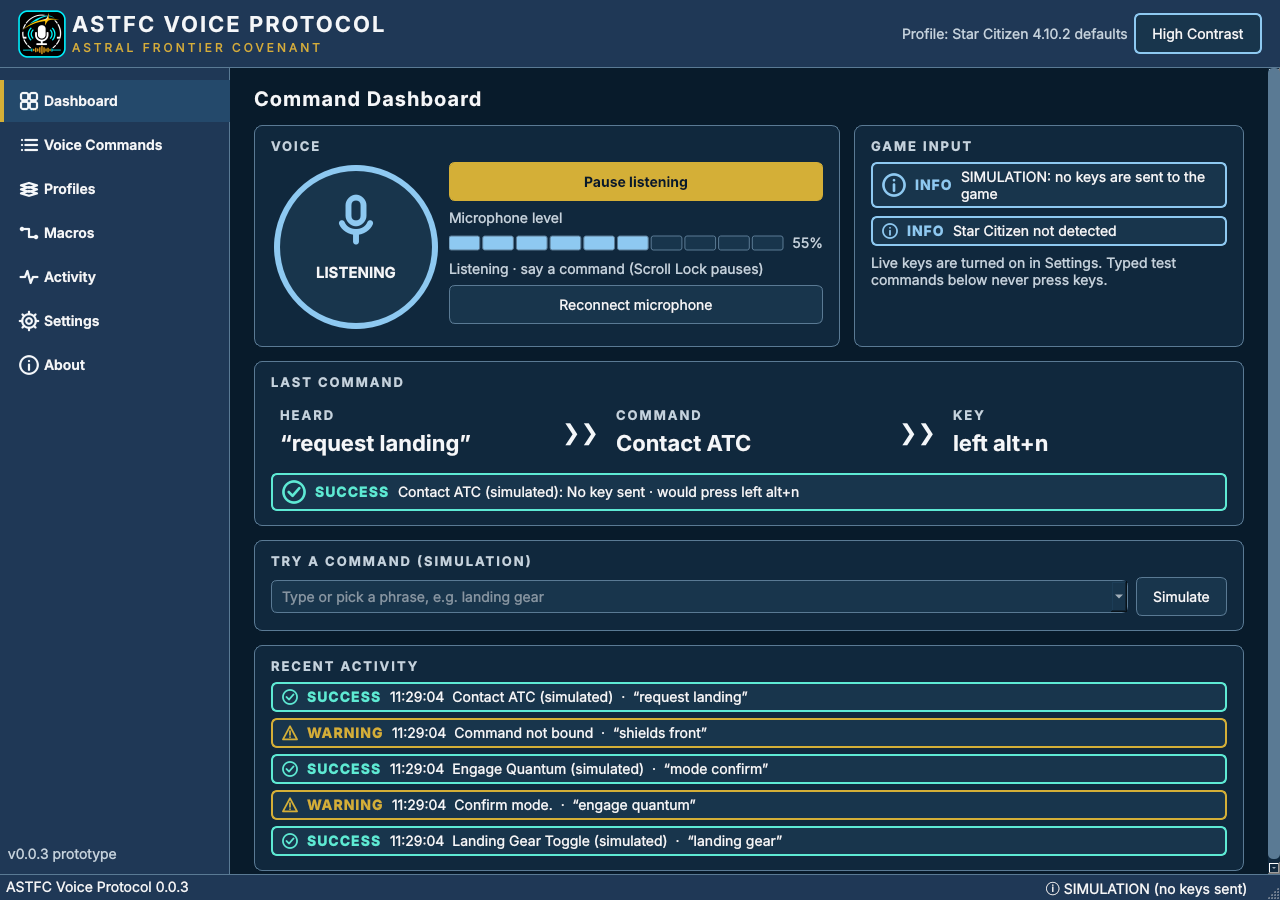 ASTFC VOICE PROTOCOL
ASTRAL FRONTIER COVENANT
Profile: Star Citizen 4.10.2 defaults
High Contrast
Dashboard
Voice Commands
Profiles
Macros
Activity
Settings
About
v0.0.3 prototype
Command Dashboard
VOICE
LISTENING
Pause listening
Microphone level
55%
Listening · say a command (Scroll Lock pauses)
Reconnect microphone
GAME INPUT
INFO SIMULATION: no keys are sent to the
game
INFO Star Citizen not detected
Live keys are turned on in Settings. Typed test
commands below never press keys.
LAST COMMAND
HEARD
“request landing”
❯❯
COMMAND
Contact ATC
❯❯
KEY
left alt+n
SUCCESS Contact ATC (simulated): No key sent · would press left alt+n
TRY A COMMAND (SIMULATION)
Type or pick a phrase, e.g. landing gear
Simulate
RECENT ACTIVITY
SUCCESS 11:29:04 Contact ATC (simulated) · “request landing”
WARNING 11:29:04 Command not bound · “shields front”
SUCCESS 11:29:04 Engage Quantum (simulated) · “mode confirm”
WARNING 11:29:04 Confirm mode. · “engage quantum”
SUCCESS 11:29:04 Landing Gear Toggle (simulated) · “landing gear”
ASTFC Voice Protocol 0.0.3
ⓘ SIMULATION (no keys sent)